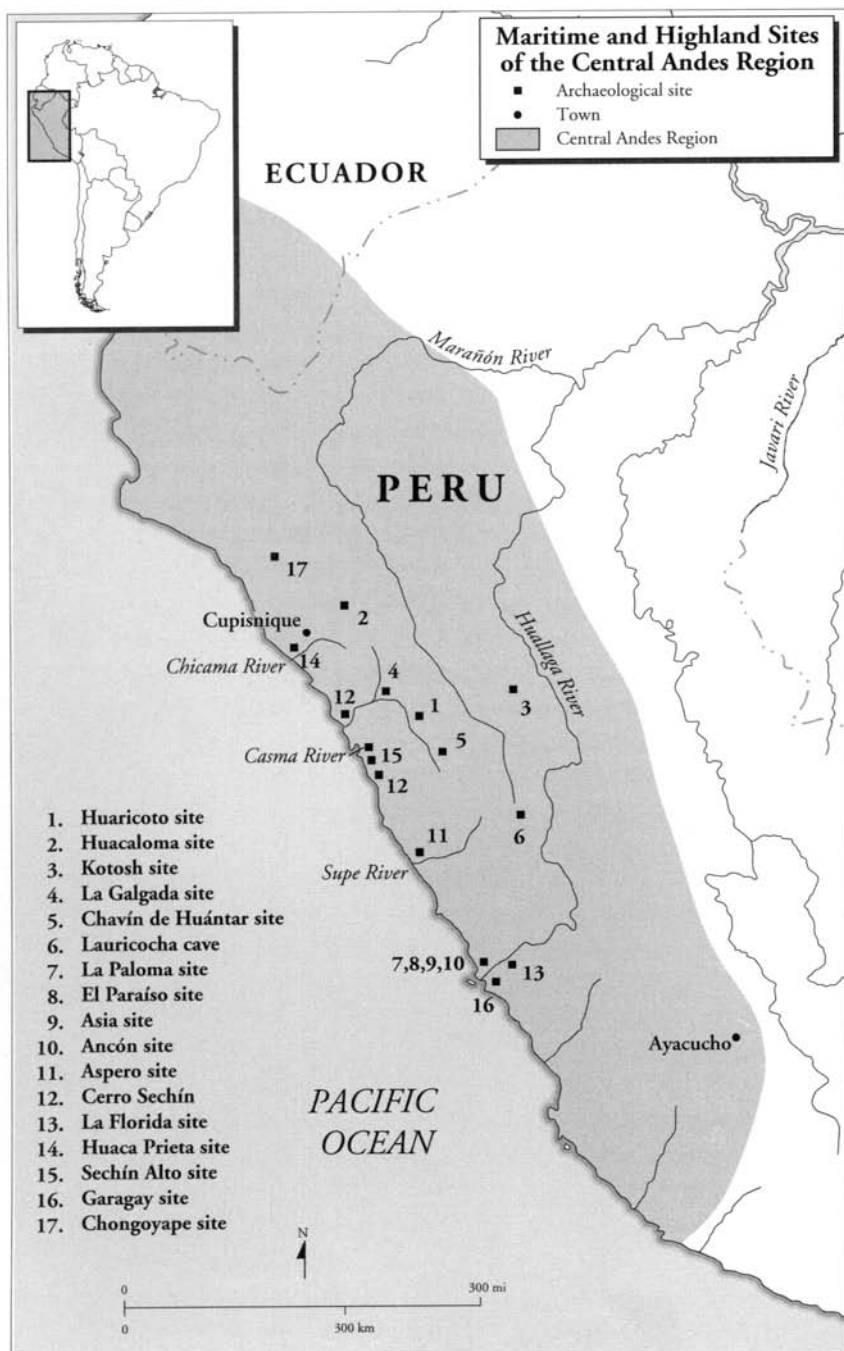 Maritime and Highland Sites
of the Central Andes Region
Archaeological site
Town
Central Andes Region
ECUADOR
Marañón River
Javari River
PERU
17
2
Cupisnique
Huallaga River
14
Chicama River
4
3
12
1
5
Casma River
15
12
6
11
Supe River
7,8,9,10
13
16
Ayacucho
1. Huaricoto site
2. Huacaloma site
3. Kotosh site
4. La Galgada site
5. Chavín de Huántar site
6. Lauricocha cave
7. La Paloma site
8. El Paraíso site
9. Asia site
10. Ancón site
11. Aspero site
12. Cerro Sechín
13. La Florida site
14. Huaca Prieta site
15. Sechín Alto site
16. Garagay site
17. Chongoyape site
PACIFIC
OCEAN
N
0 300 mi
0 300 km